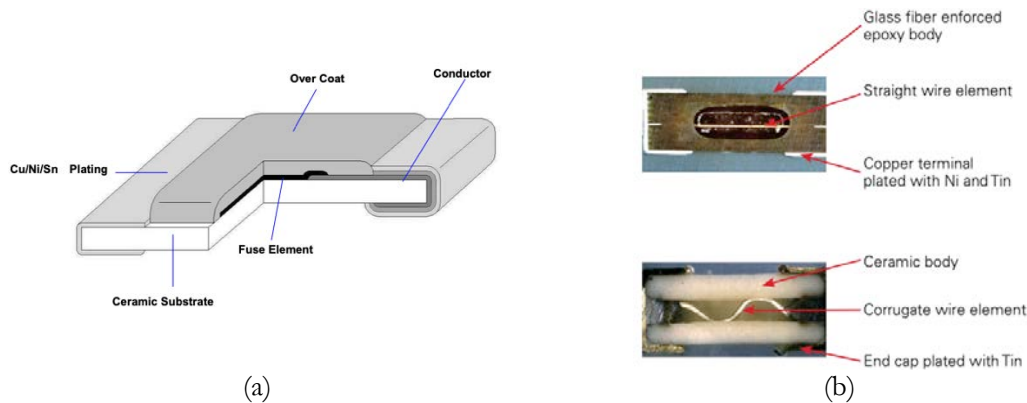 Over Coat
Conductor
Cu/Ni/Sn Plating
Fuse Element
Ceramic Substrate
(a)
Glass fiber enforced
epoxy body
Straight wire element
Copper terminal
plated with Ni and Tin
Ceramic body
Corrugate wire element
End cap plated with Tin
(b)